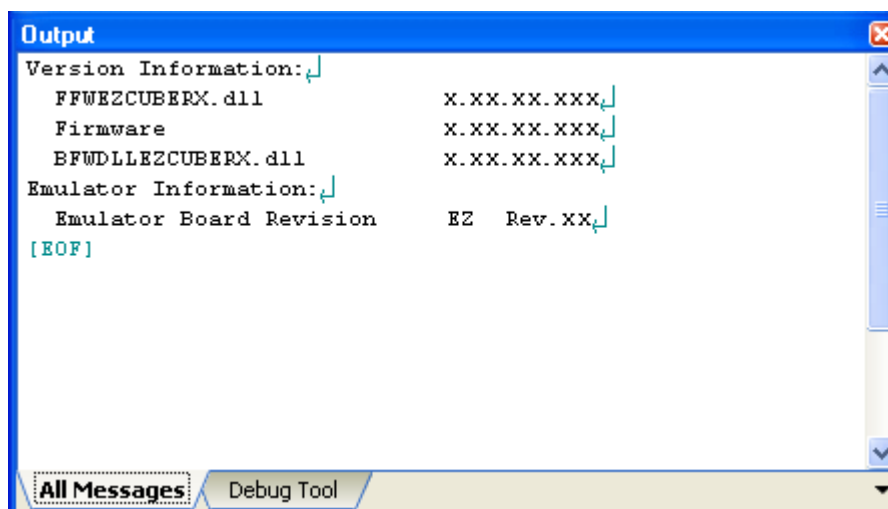 Output
Version Information:
FFWEZCUBERX.dll X.XX.XX.XXX
Firmware X.XX.XX.XXX
BFWDLLEZCUBERX.dll X.XX.XX.XXX
Emulator Information:
Emulator Board Revision EZ Rev.XX
[EOF]
All Messages Debug Tool